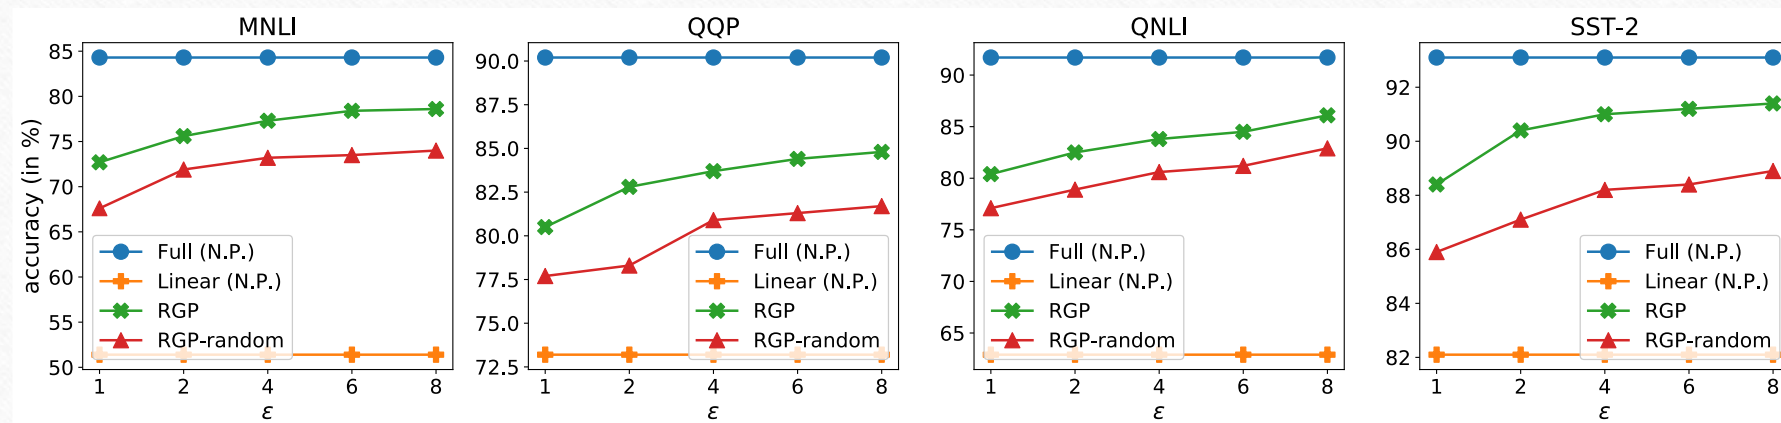 MNLI
QQP
QNLI
SST-2
accuracy (in %)
85
80
75
70
65
60
55
50
Full (N.P.)
Linear (N.P.)
RGP
RGP-random
1 2 4 6 8
ε
90.0
87.5
85.0
82.5
80.0
77.5
75.0
72.5
Full (N.P.)
Linear (N.P.)
RGP
RGP-random
1 2 4 6 8
ε
90
85
80
75
70
65
Full (N.P.)
Linear (N.P.)
RGP
RGP-random
1 2 4 6 8
ε
92
90
88
86
84
82
Full (N.P.)
Linear (N.P.)
RGP
RGP-random
1 2 4 6 8
ε